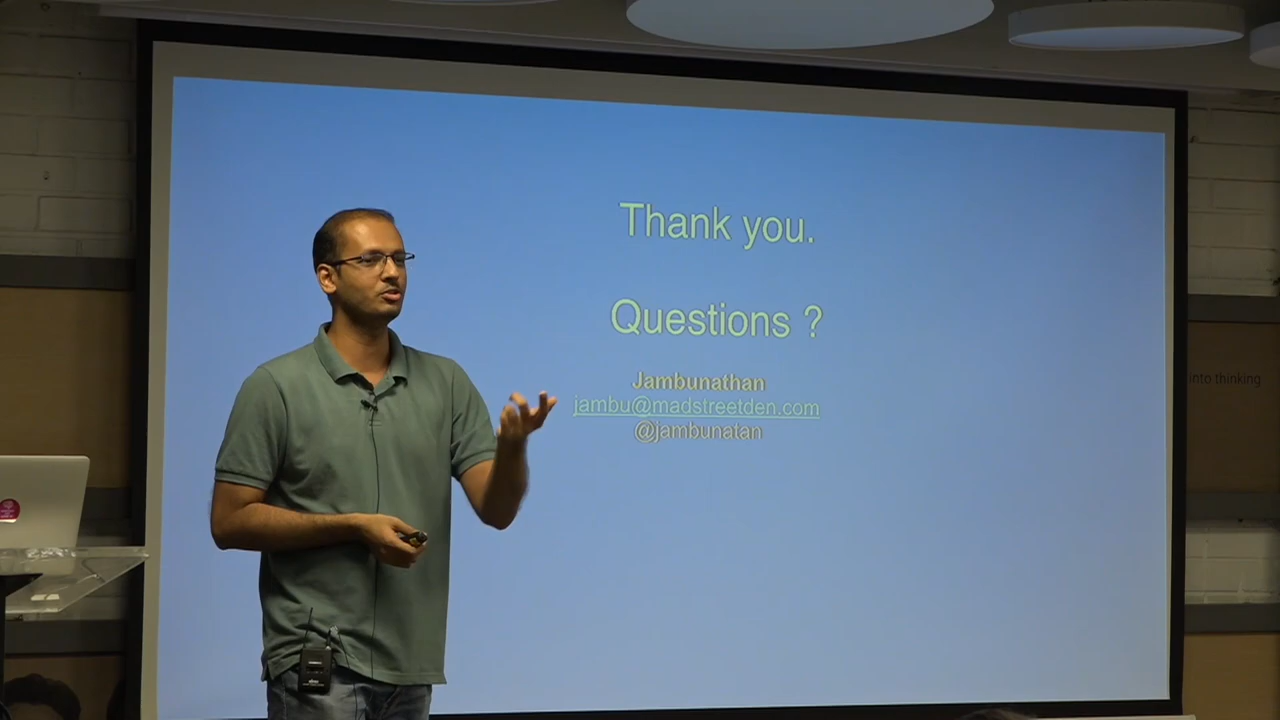 Thank you.
Questions ?
Jambunathan
jambu@madstreetden.com
@jambunatan
into thinking